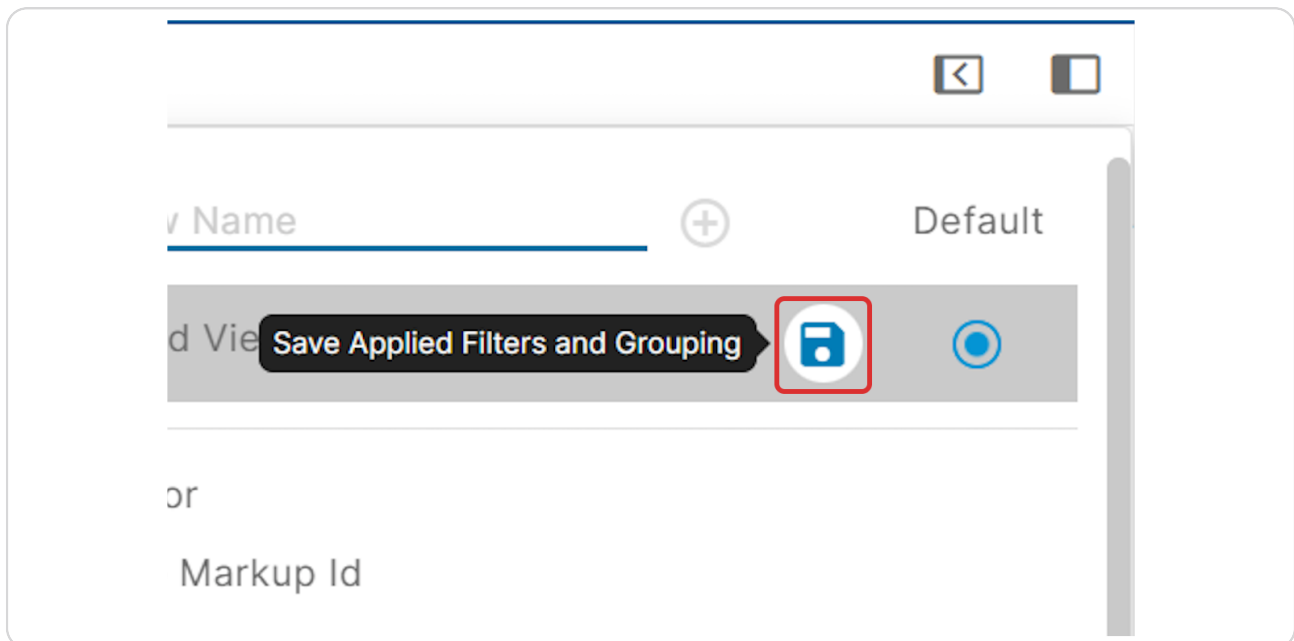 Name
Default
d Vie
Save Applied Filters and Grouping
or
Markup Id